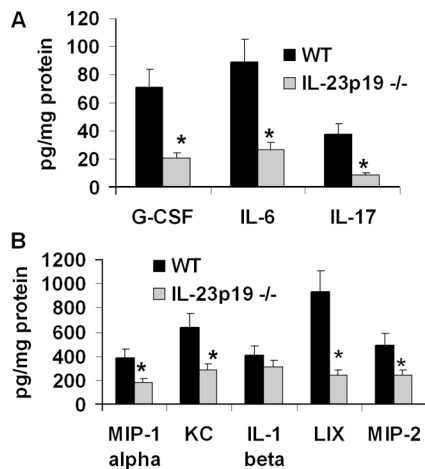 A
pg/mg protein
120
100
80
60
40
20
0
WT
IL-23p19 -/-
*
*
*
G-CSF IL-6 IL-17
B
pg/mg protein
1200
1000
800
600
400
200
0
WT
IL-23p19 -/-
*
*
*
*
MIP-1 KC IL-1 LIX MIP-2
alpha beta